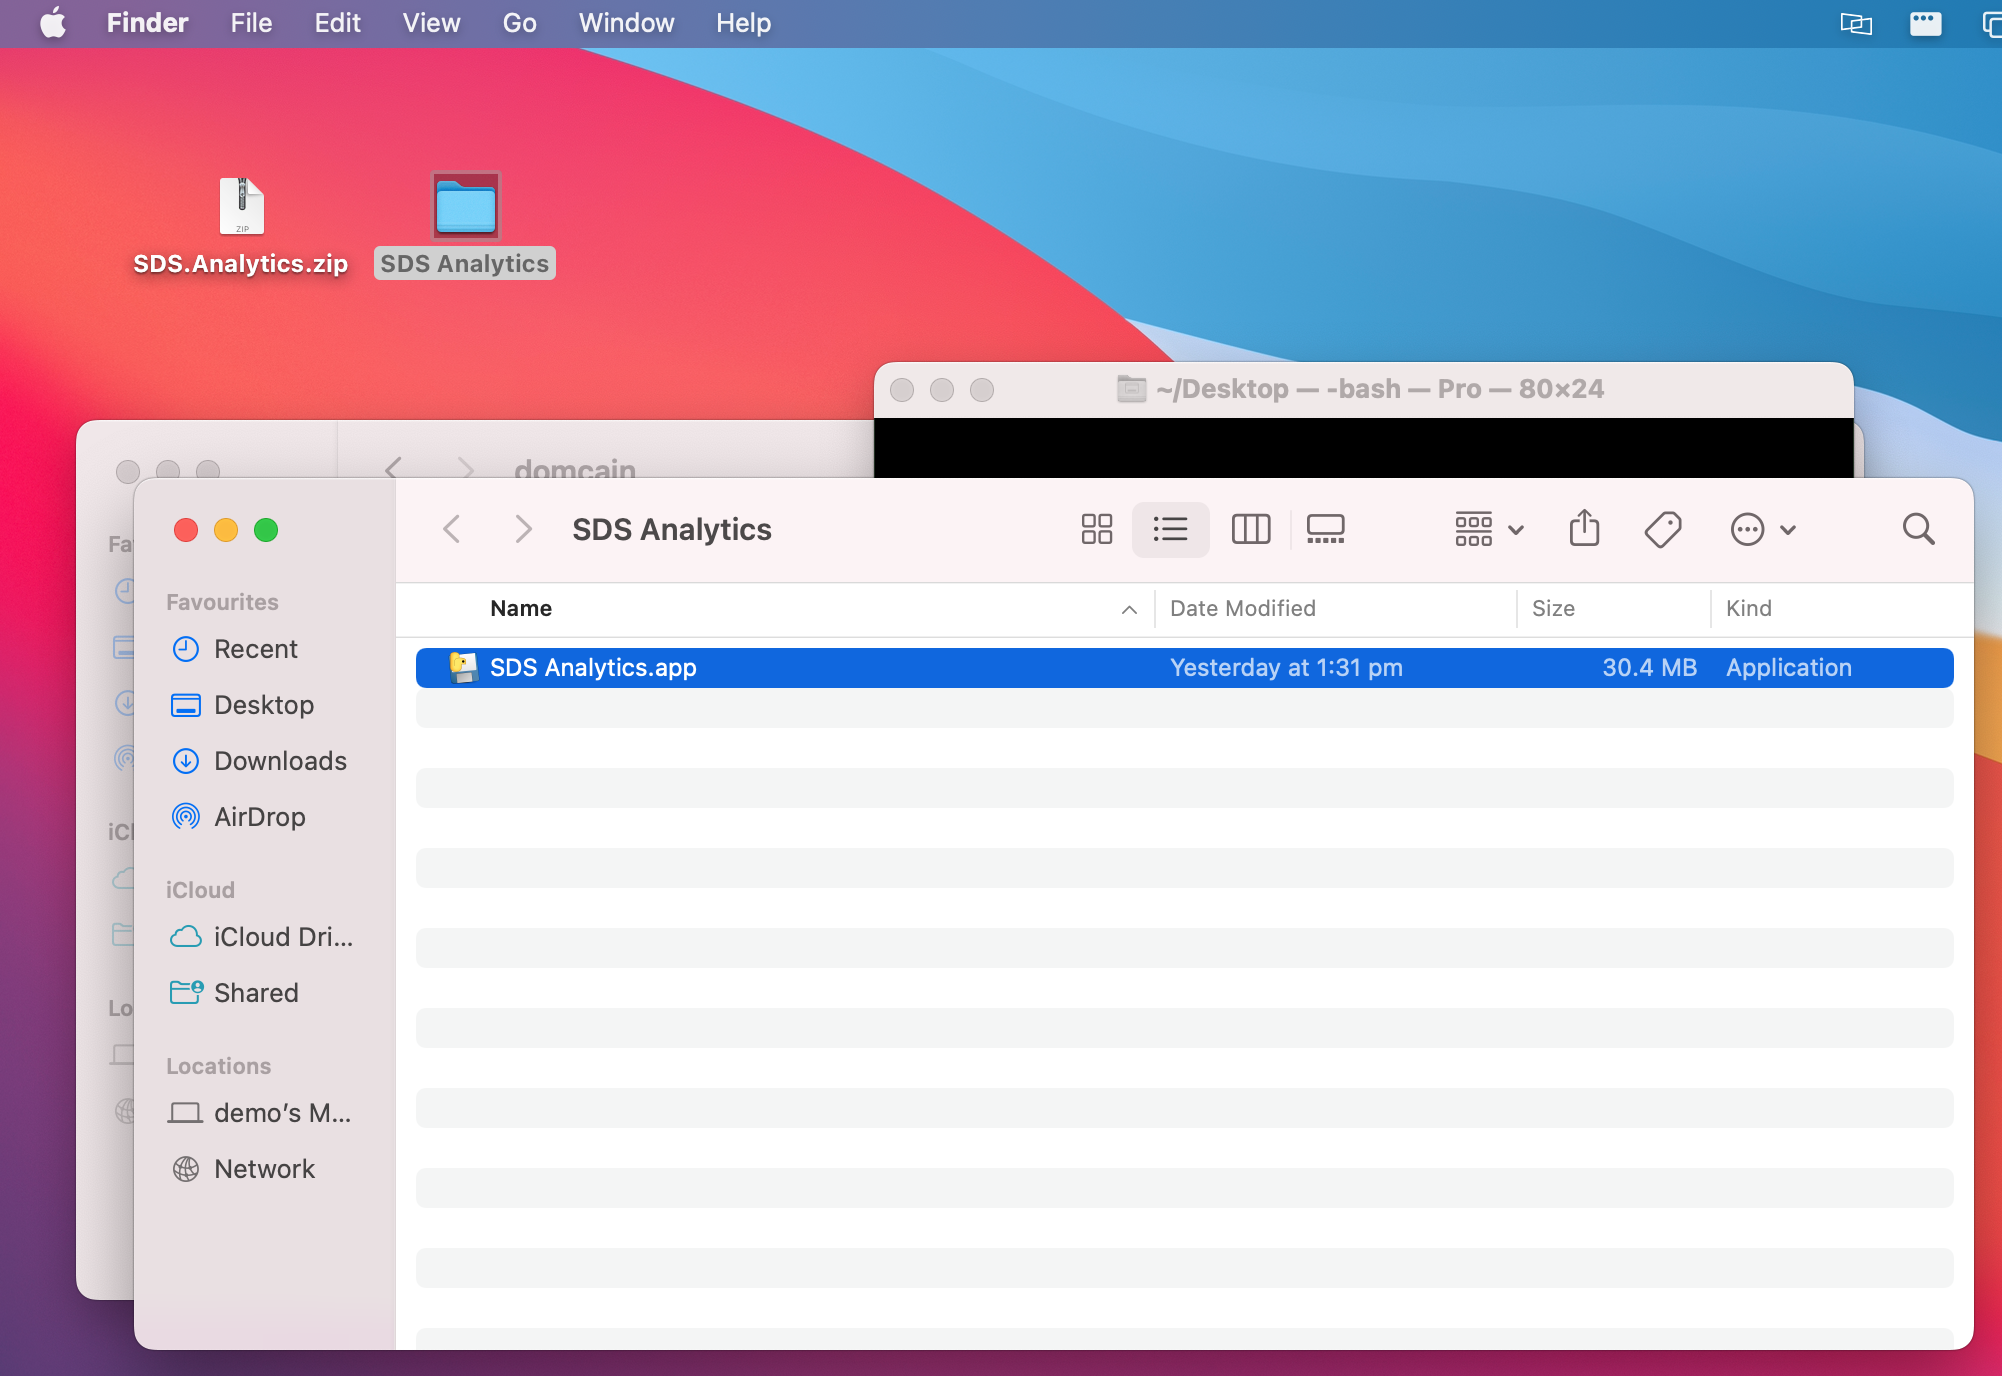 Finder File Edit View Go Window Help
ZIP
SDS.Analytics.zip SDS Analytics
~/Desktop — -bash — Pro — 80×24
domcain
SDS Analytics
Name Date Modified Size Kind
SDS Analytics.app Yesterday at 1:31 pm 30.4 MB Application
Fa
iCl
Lo
Favourites
Recent
Desktop
Downloads
AirDrop
iCloud
iCloud Dri...
Shared
Locations
demo’s M...
Network